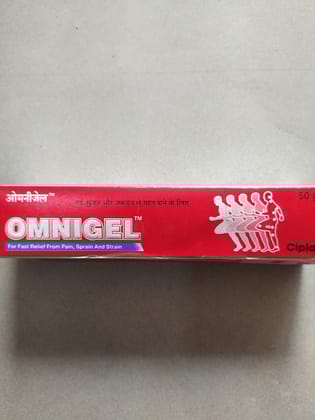 ओमनीजेल™
दर्द, सूजन और जकड़न से राहत पाने के लिए
50 g
OMNIGEL™
For Fast Relief From Pain, Sprain And Strain
Cipla